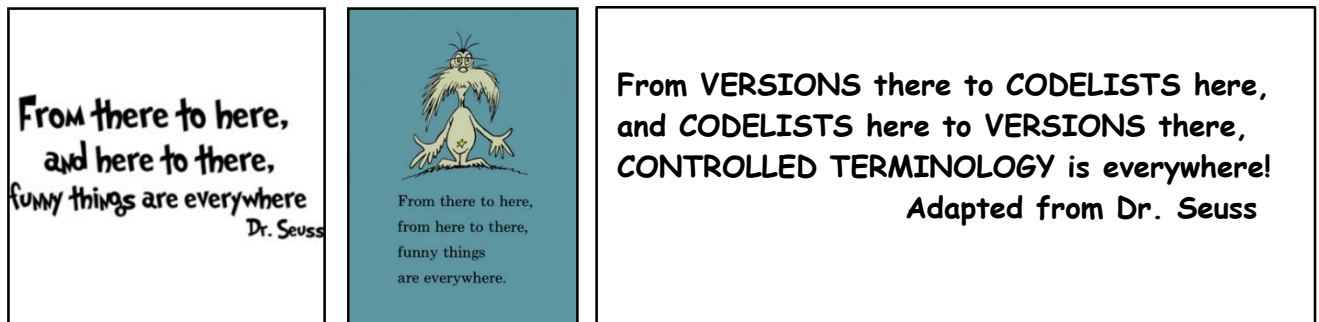 From there to here,
and here to there,
funny things are everywhere
Dr. Seuss
From there to here,
from here to there,
funny things
are everywhere.
From VERSIONS there to CODELISTS here,
and CODELISTS here to VERSIONS there,
CONTROLLED TERMINOLOGY is everywhere!
Adapted from Dr. Seuss